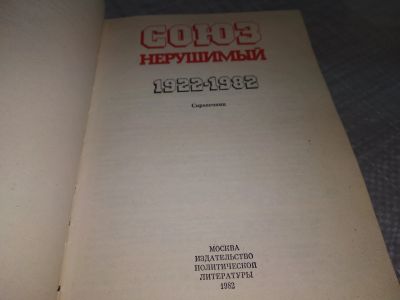 СОЮЗ
НЕРУШИМЫЙ
1922-1982
Справочник
МОСКВА
ИЗДАТЕЛЬСТВО
ПОЛИТИЧЕСКОЙ
ЛИТЕРАТУРЫ
1982